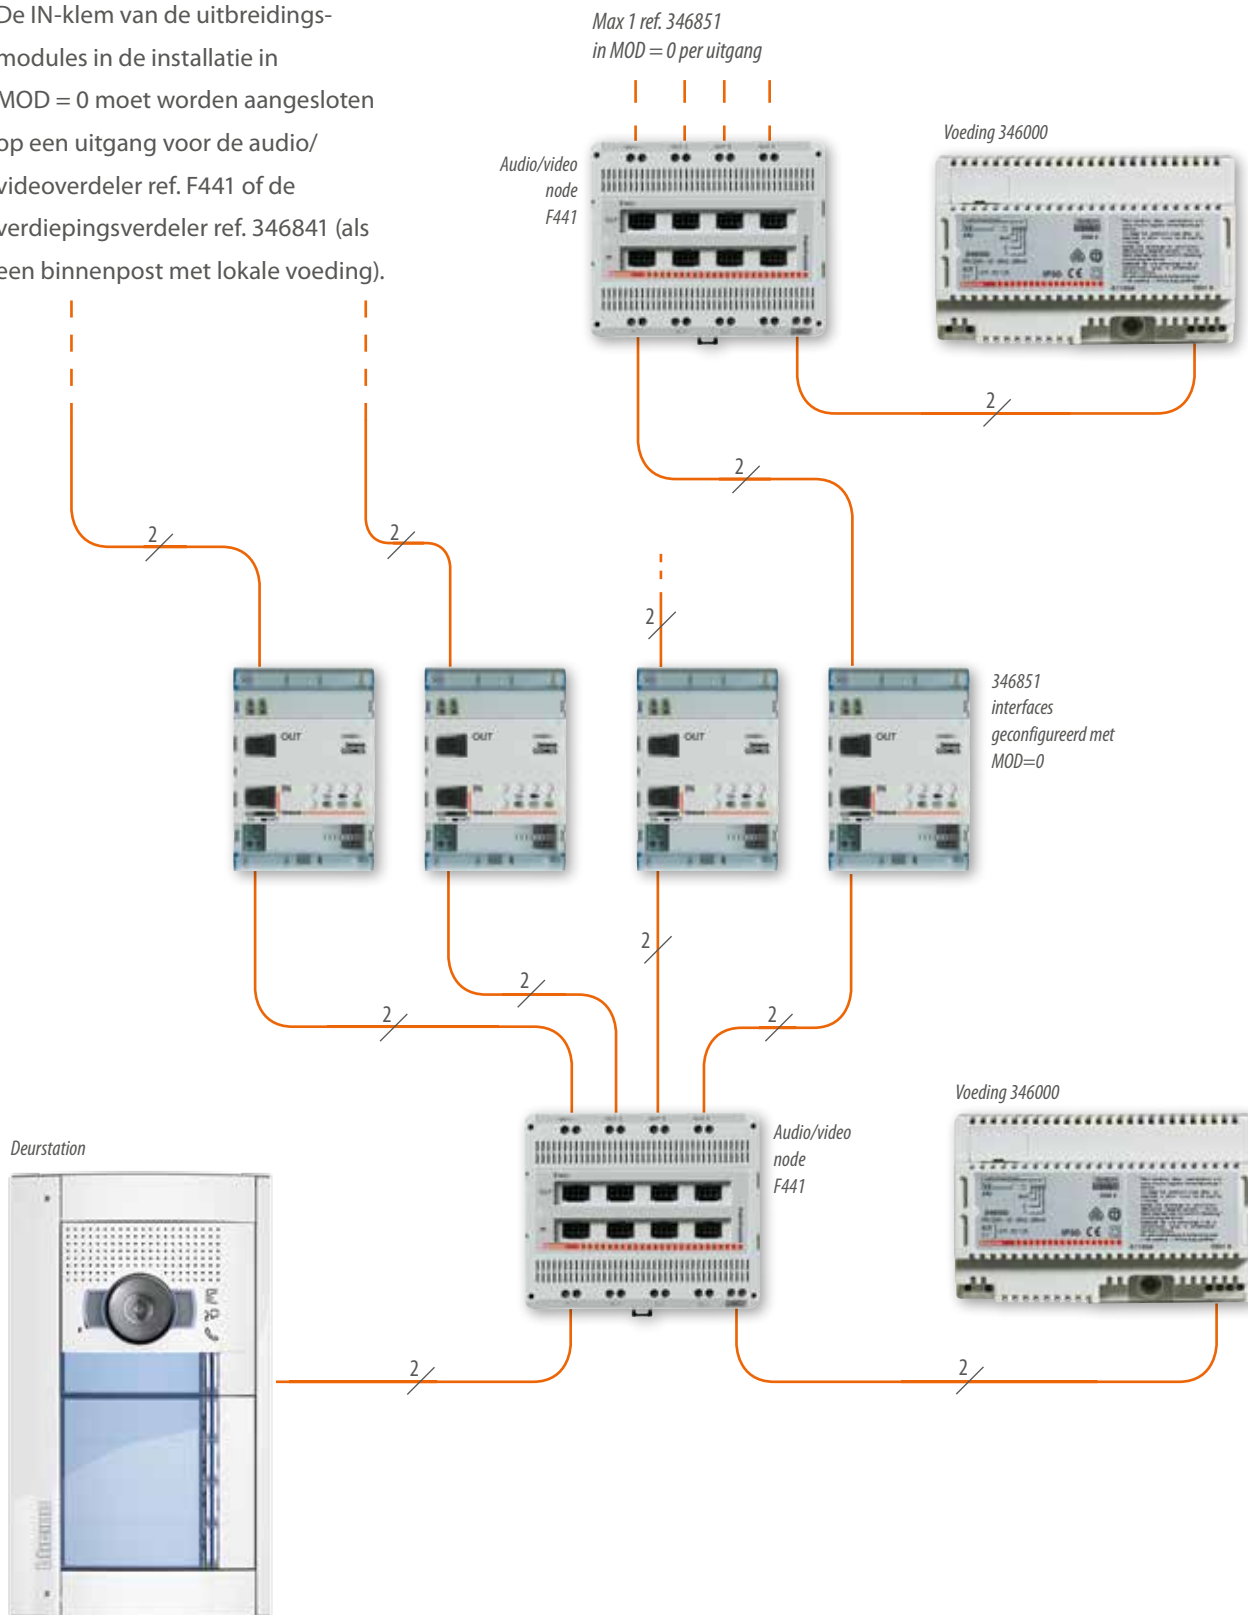 De IN-klem van de uitbreidings-
modules in de installatie in
MOD = 0 moet worden aangesloten
op een uitgang voor de audio/
videoverdeler ref. F441 of de
verdiepingsverdeler ref. 346841 (als
een binnenpost met lokale voeding).
Max 1 ref. 346851
in MOD = 0 per uitgang
Audio/video
node
F441
Voeding 346000
2
2
2
2
2
346851
interfaces
geconfigureerd met
MOD=0
OUT
IN
OUT
IN
OUT
IN
OUT
IN
2
2
2
2
Audio/video
node
F441
Voeding 346000
Deurstation
2
2